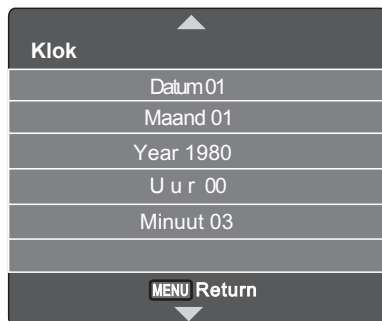 Klok
Datum 01
Maand 01
Year 1980
U u r 00
Minuut 03
MENU Return